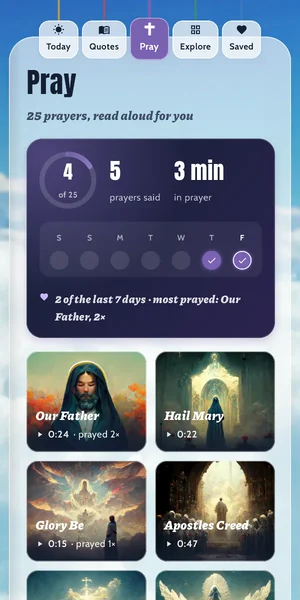 Today Quotes Pray Explore Saved
Pray
25 prayers, read aloud for you
4 5 3 min
of 25 prayers said in prayer
S S M T W T F
2 of the last 7 days · most prayed: Our
Father, 2×
Our Father Hail Mary
0:24 · prayed 2× 0:22
Glory Be Apostles Creed
0:15 · prayed 1× 0:47